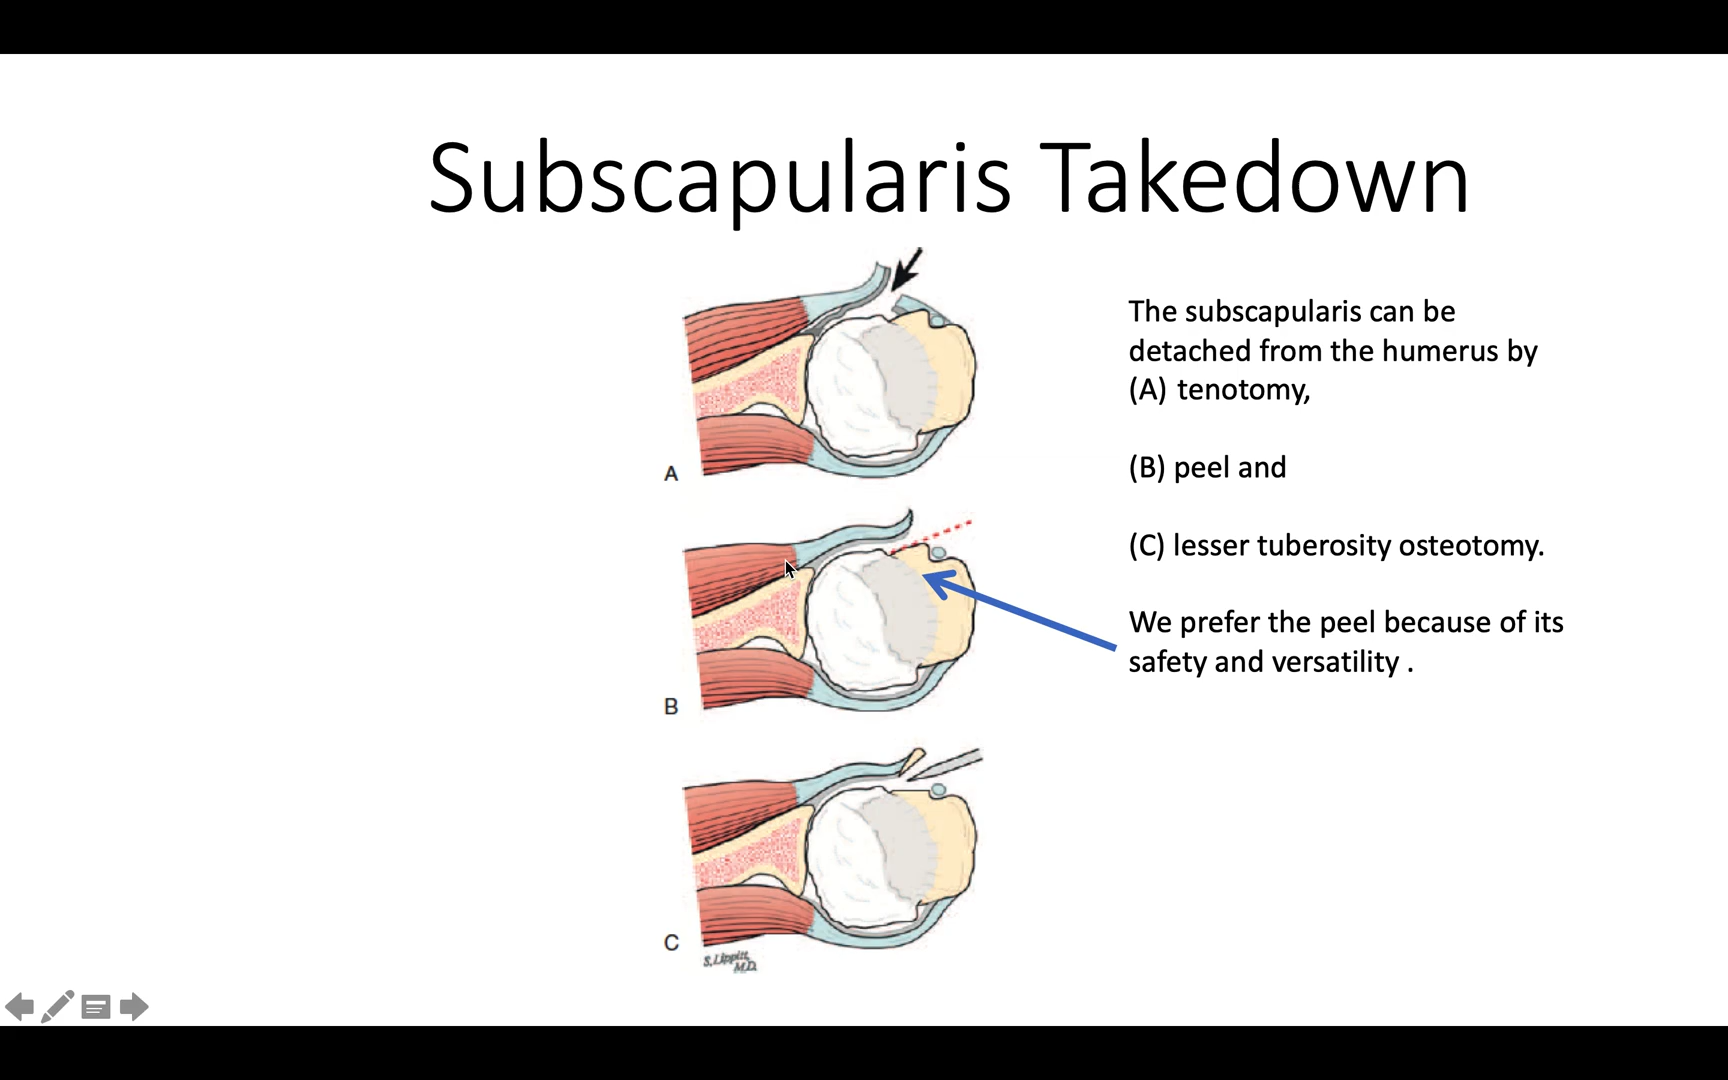 Subscapularis Takedown
The subscapularis can be
detached from the humerus by
(A) tenotomy,
(B) peel and
(C) lesser tuberosity osteotomy.
We prefer the peel because of its
safety and versatility .
A
B
C
S. Lippitt,
M.D.